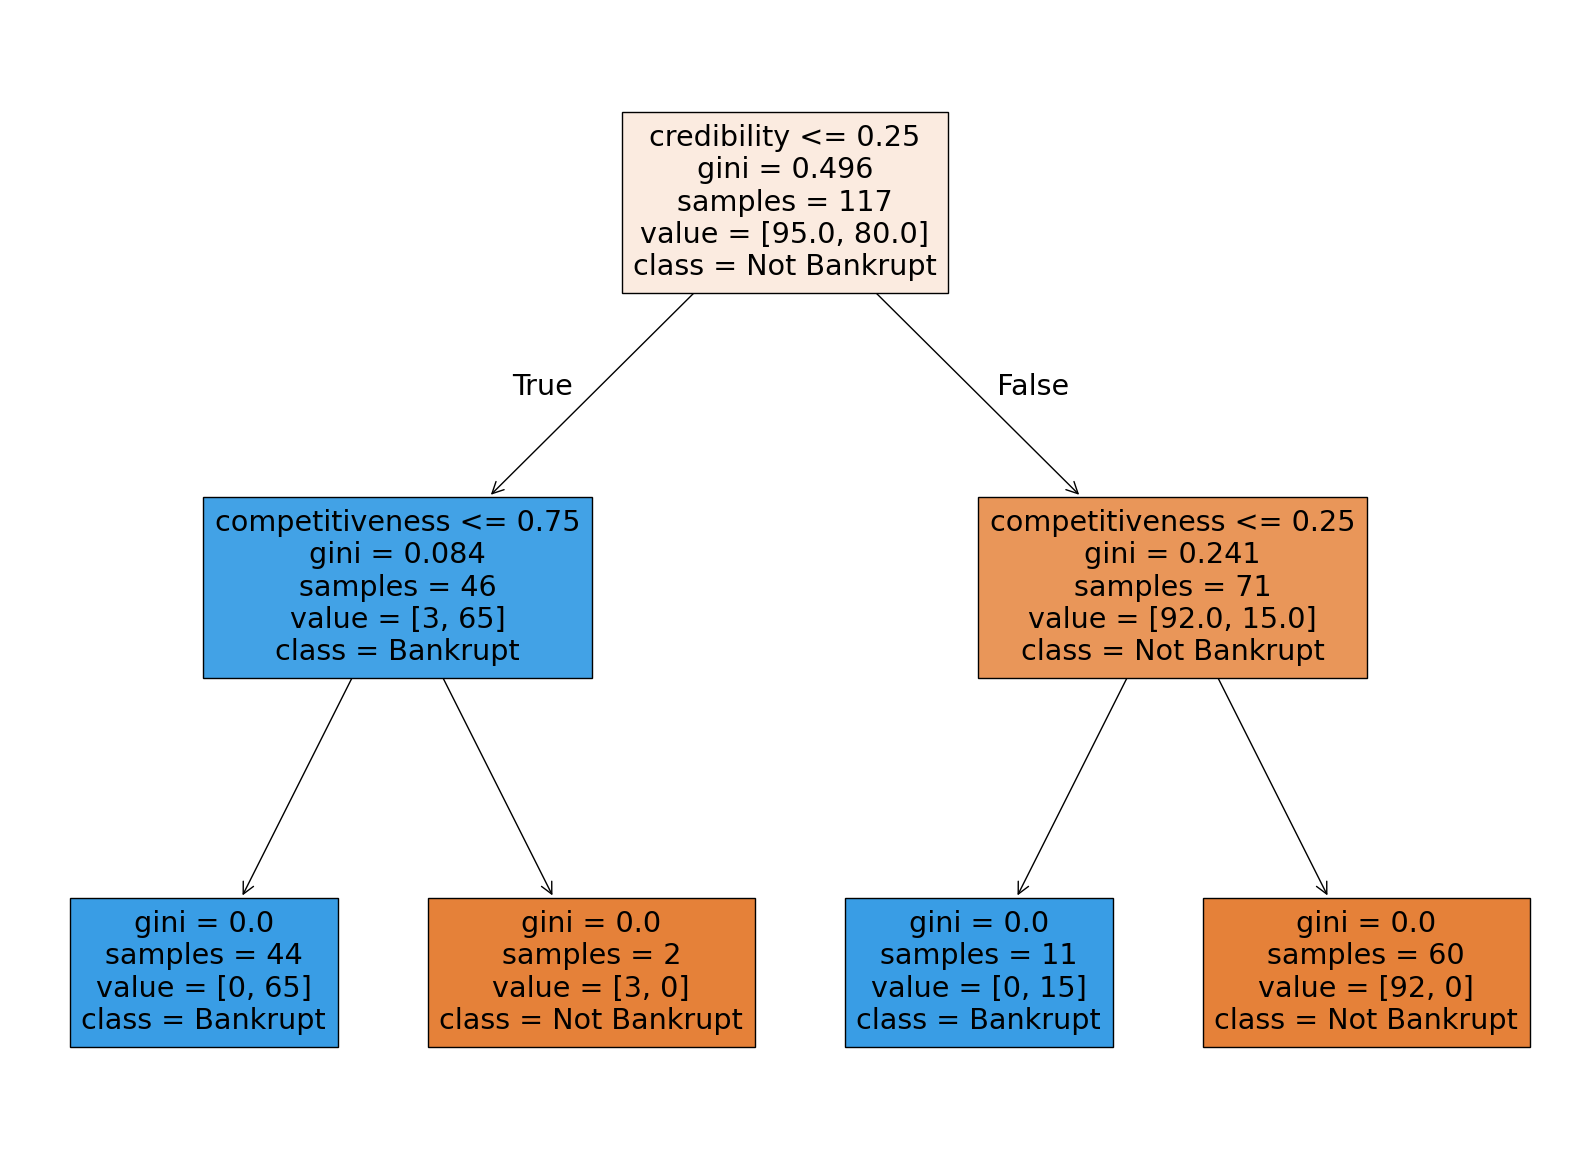 credibility <= 0.25
gini = 0.496
samples = 117
value = [95.0, 80.0]
class = Not Bankrupt
True
False
competitiveness <= 0.75
gini = 0.084
samples = 46
value = [3, 65]
class = Bankrupt
competitiveness <= 0.25
gini = 0.241
samples = 71
value = [92.0, 15.0]
class = Not Bankrupt
gini = 0.0
samples = 44
value = [0, 65]
class = Bankrupt
gini = 0.0
samples = 2
value = [3, 0]
class = Not Bankrupt
gini = 0.0
samples = 11
value = [0, 15]
class = Bankrupt
gini = 0.0
samples = 60
value = [92, 0]
class = Not Bankrupt